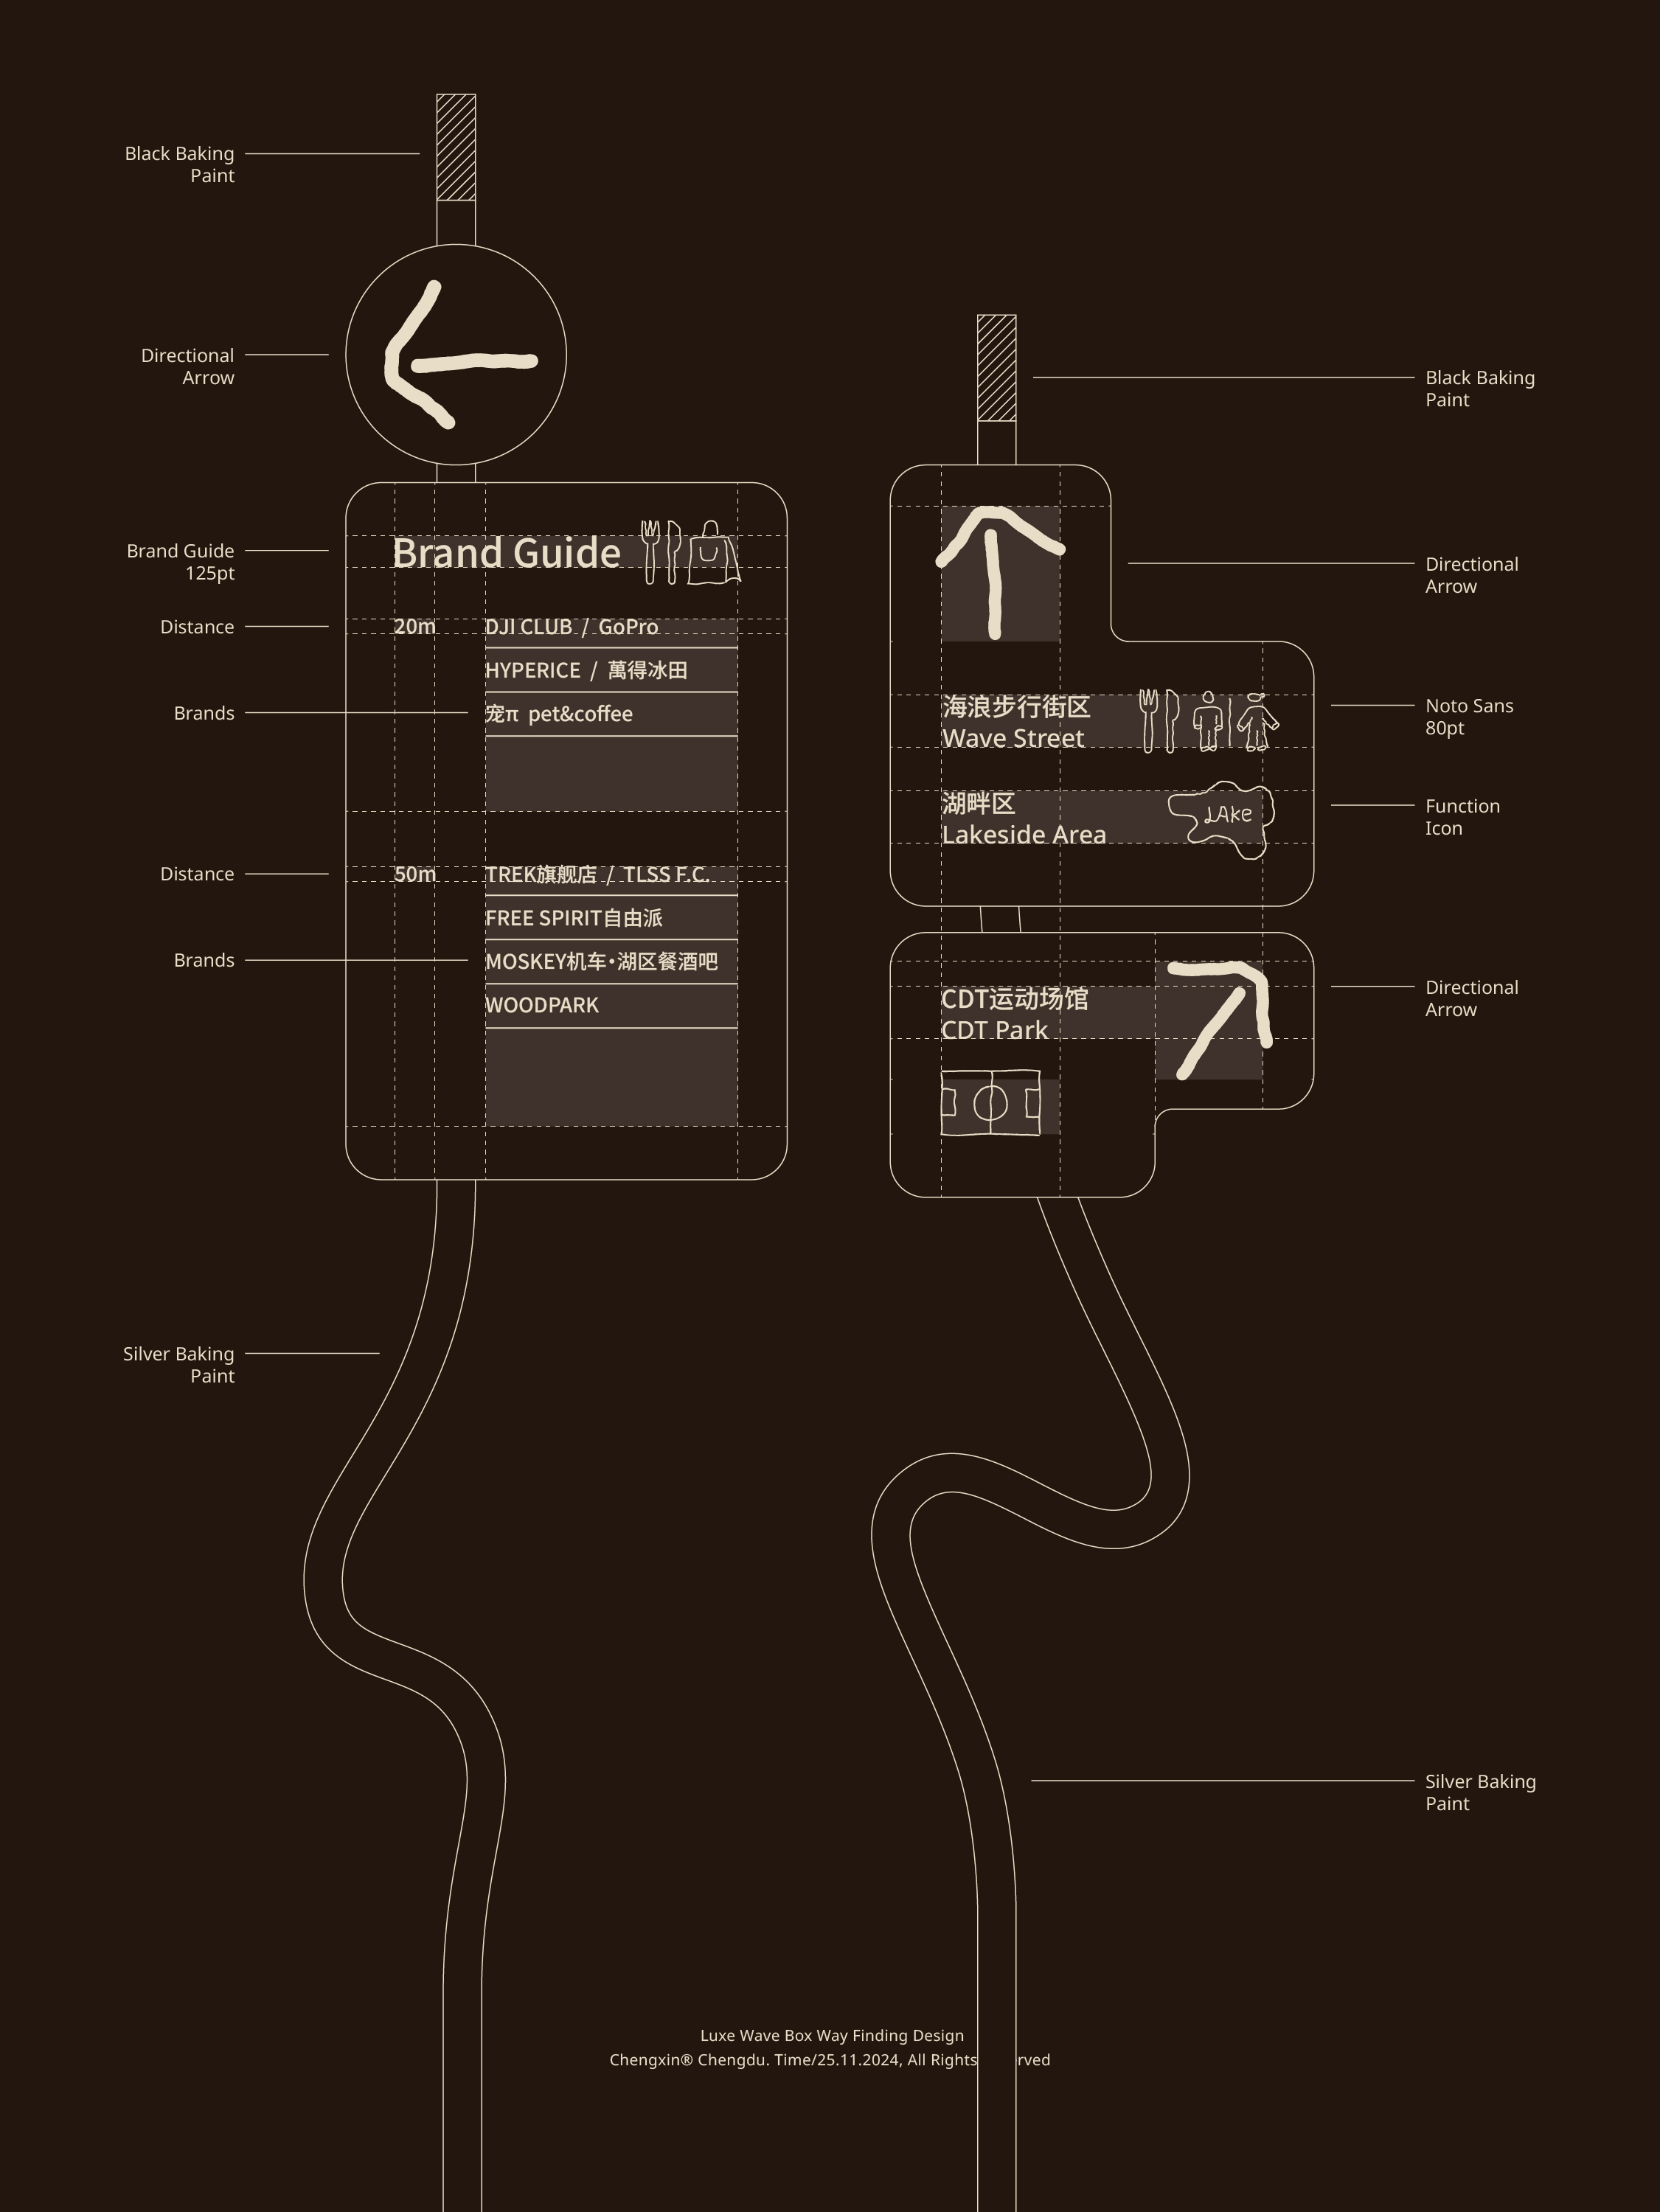 Black Baking
Paint
Directional
Arrow
Brand Guide
125pt
Distance
Brands
Distance
Brands
Silver Baking
Paint
Brand Guide
20m
DJI CLUB / GoPro
HYPERICE / 萬得冰田
宠π pet&coffee
50m
TREK旗舰店 / TLSS F.C.
FREE SPIRIT自由派
MOSKEY机车•湖区餐酒吧
WOODPARK
海浪步行街区
Wave Street
湖畔区
Lakeside Area
LAke
CDT运动场馆
CDT Park
Black Baking
Paint
Directional
Arrow
Noto Sans
80pt
Function
Icon
Directional
Arrow
Silver Baking
Paint
Luxe Wave Box Way Finding Design
Chengxin® Chengdu. Time/25.11.2024, All Rights rved